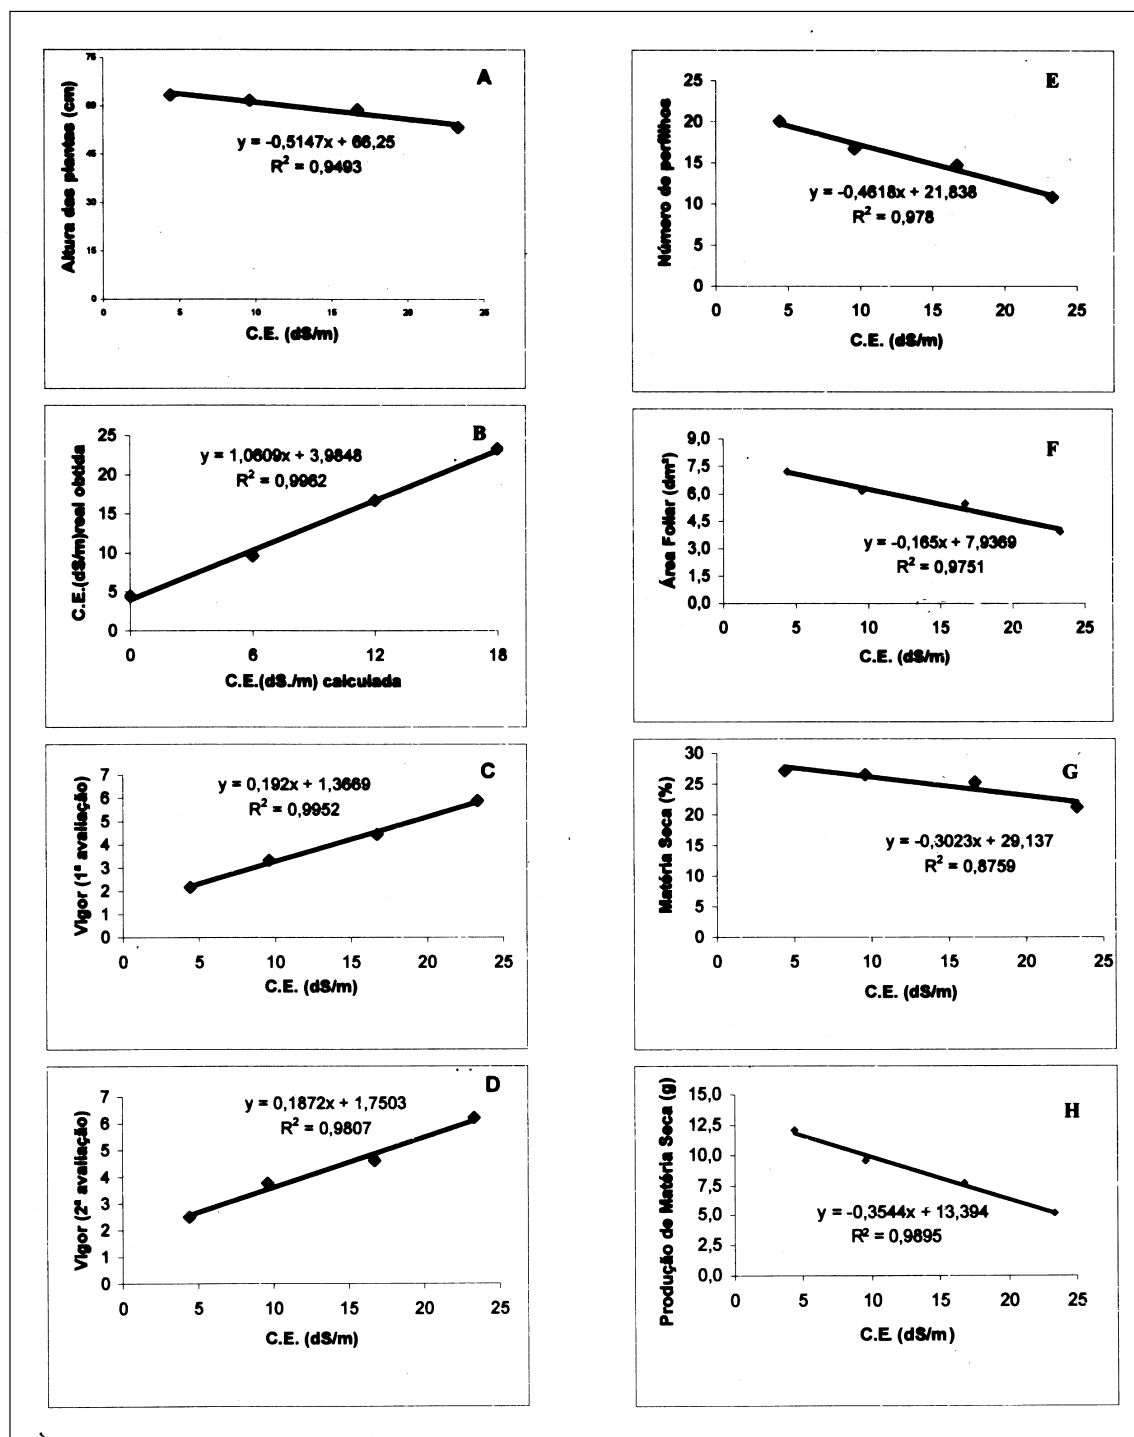 A
Altura das plantas (cm)
75
60
45
30
15
0
y = -0,5147x + 66,25
R² = 0,9493
0 5 10 15 20 25
C.E. (dS/m)
B
C.E.(dS/m)real obtida
25
20
15
10
5
0
y = 1,0609x + 3,9848
R² = 0,9962
0 6 12 18
C.E.(dS./m) calculada
C
Vigor (1ª avaliação)
7
6
5
4
3
2
1
0
y = 0,192x + 1,3669
R² = 0,9952
0 5 10 15 20 25
C.E. (dS/m)
D
Vigor (2ª avaliação)
7
6
5
4
3
2
1
0
y = 0,1872x + 1,7503
R² = 0,9807
0 5 10 15 20 25
C.E. (dS/m)
E
Número de perfilhos
25
20
15
10
5
0
y = -0,4618x + 21,838
R² = 0,978
0 5 10 15 20 25
C.E. (dS/m)
F
Área Foliar (dm²)
9,0
7,5
6,0
4,5
3,0
1,5
0,0
y = -0,165x + 7,9369
R² = 0,9751
0 5 10 15 20 25
C.E. (dS/m)
G
Matéria Seca (%)
30
25
20
15
10
5
0
y = -0,3023x + 29,137
R² = 0,8759
0 5 10 15 20 25
C.E. (dS/m)
H
Produção de Matéria Seca (g)
15,0
12,5
10,0
7,5
5,0
2,5
0,0
y = -0,3544x + 13,394
R² = 0,9895
0 5 10 15 20 25
C.E. (dS/m)